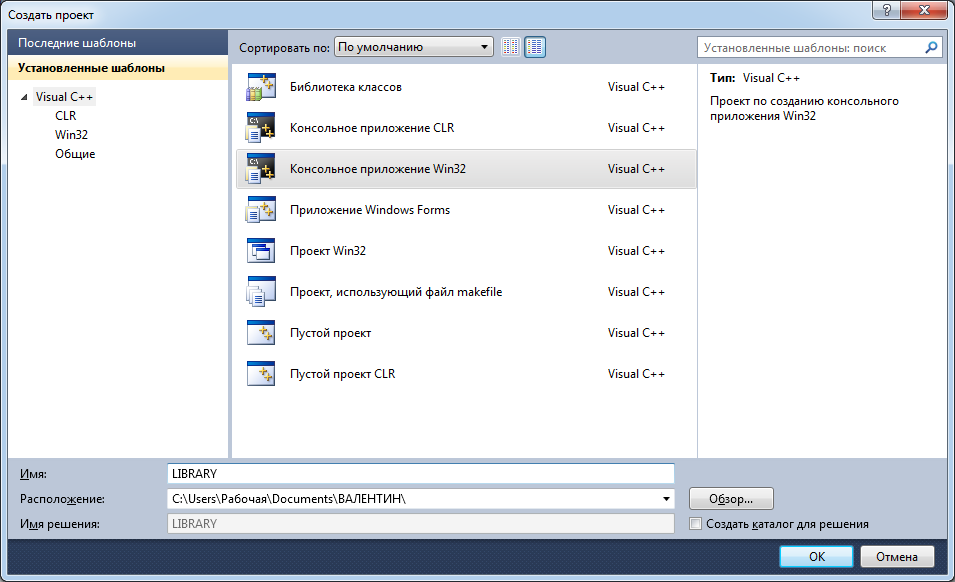 Создать проект
Последние шаблоны
Установленные шаблоны
Visual C++
CLR
Win32
Общие
Сортировать по: По умолчанию
Установленные шаблоны: поиск
Библиотека классов Visual C++
Консольное приложение CLR Visual C++
Консольное приложение Win32 Visual C++
Приложение Windows Forms Visual C++
Проект Win32 Visual C++
Проект, использующий файл makefile Visual C++
Пустой проект Visual C++
Пустой проект CLR Visual C++
Тип: Visual C++
Проект по созданию консольного
приложения Win32
Имя: LIBRARY
Расположение: C:\Users\Рабочая\Documents\ВАЛЕНТИН\ Обзор...
Имя решения: LIBRARY Создать каталог для решения
OK Отмена